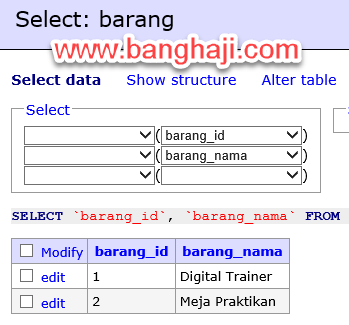 Select: barang
www.banghaji.com
Select data Show structure Alter table
Select S
( barang_id )
( barang_nama )
( )
SELECT `barang_id`, `barang_nama` FROM
Modify barang_id barang_nama
edit 1 Digital Trainer
edit 2 Meja Praktikan